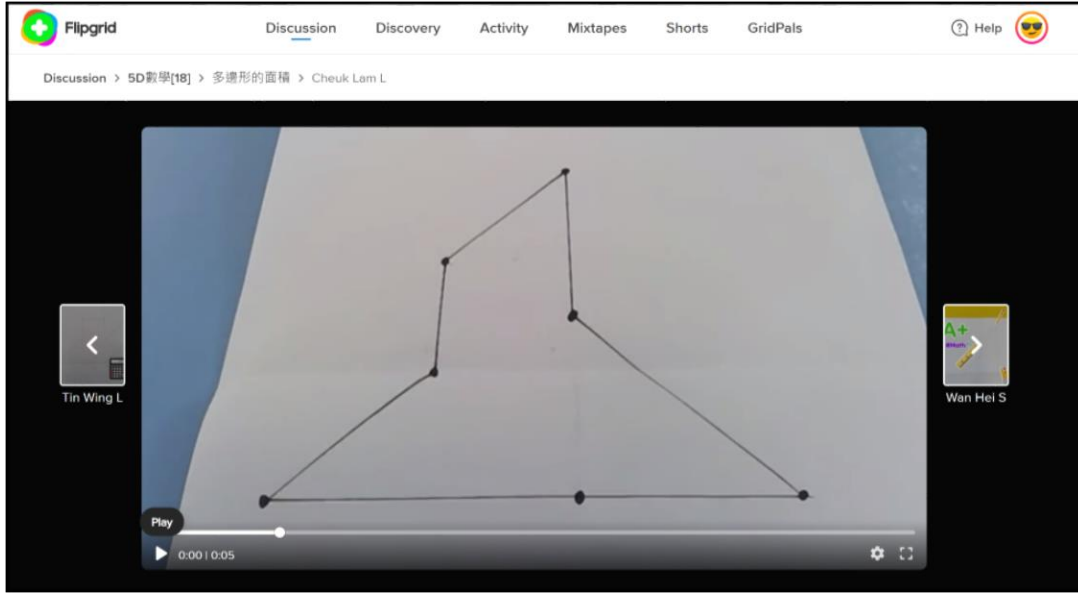 Flipgrid
Discussion Discovery Activity Mixtapes Shorts GridPals
Help
Discussion > 5D數學[18] > 多邊形的面積 > Cheuk Lam L
A+
Tin Wing L
Wan Hei S
Play
0:00 | 0:05